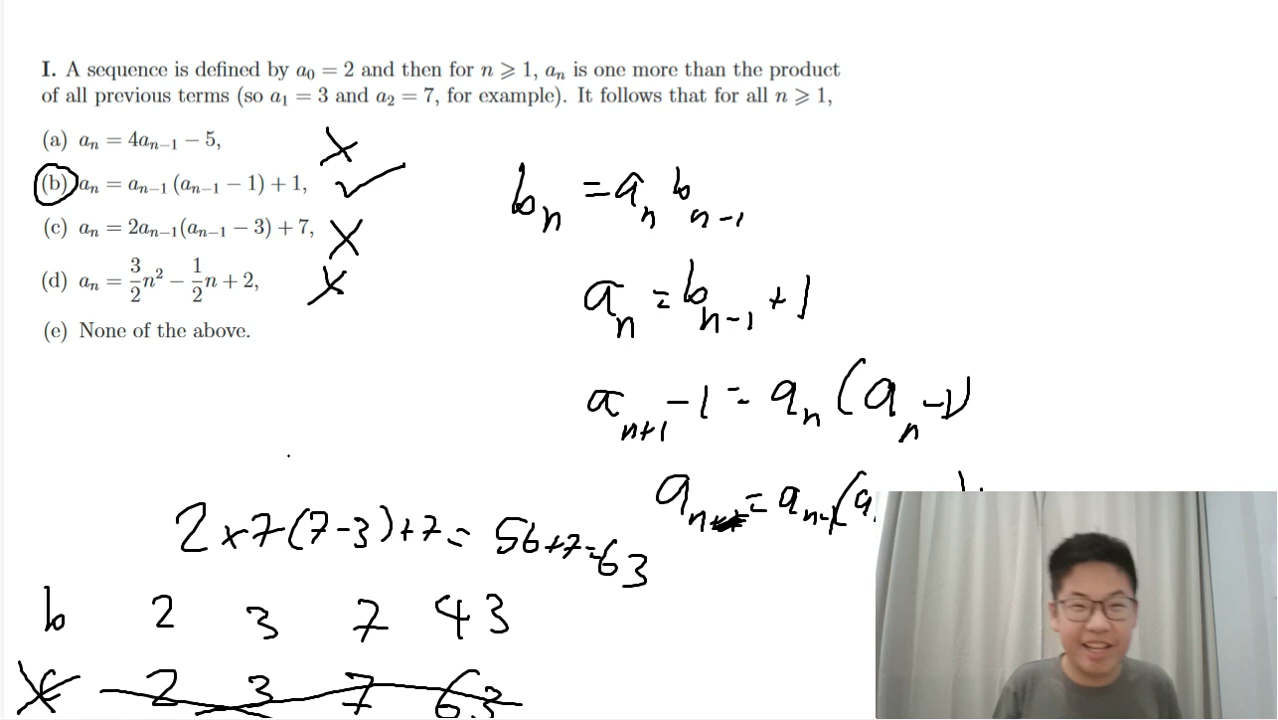 I. A sequence is defined by a₀ = 2 and then for n ⩾ 1, aₙ is one more than the product
of all previous terms (so a₁ = 3 and a₂ = 7, for example). It follows that for all n ⩾ 1,
(a) aₙ = 4aₙ₋₁ − 5,
(b) aₙ = aₙ₋₁ (aₙ₋₁ − 1) + 1,
(c) aₙ = 2aₙ₋₁(aₙ₋₁ − 3) + 7,
(d) aₙ = 3/2 n² − 1/2 n + 2,
(e) None of the above.
bₙ = aₙ bₙ₋₁
aₙ = bₙ₋₁ + 1
aₙ₊₁ − 1 = aₙ (aₙ − 1)
aₙ = aₙ₋₁ (a
2 × 7 (7 − 3) + 7 = 56 + 7 = 63
b 2 3 7 43
2 3 7 63